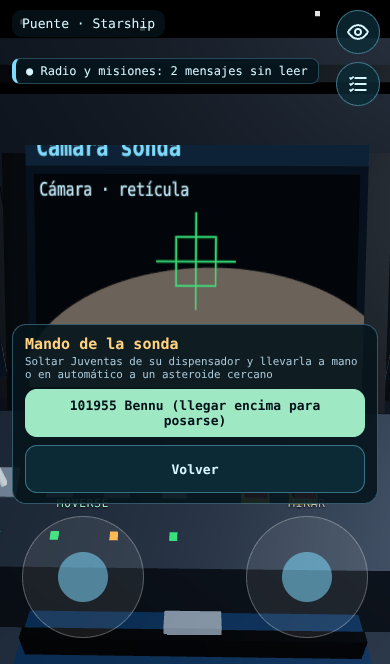 Puente · Starship
● Radio y misiones: 2 mensajes sin leer
Cámara sonda
Cámara · retícula
Mando de la sonda
Soltar Juventas de su dispensador y llevarla a mano
o en automático a un asteroide cercano
101955 Bennu (llegar encima para
posarse)
Volver
MOVERSE
MIRAR